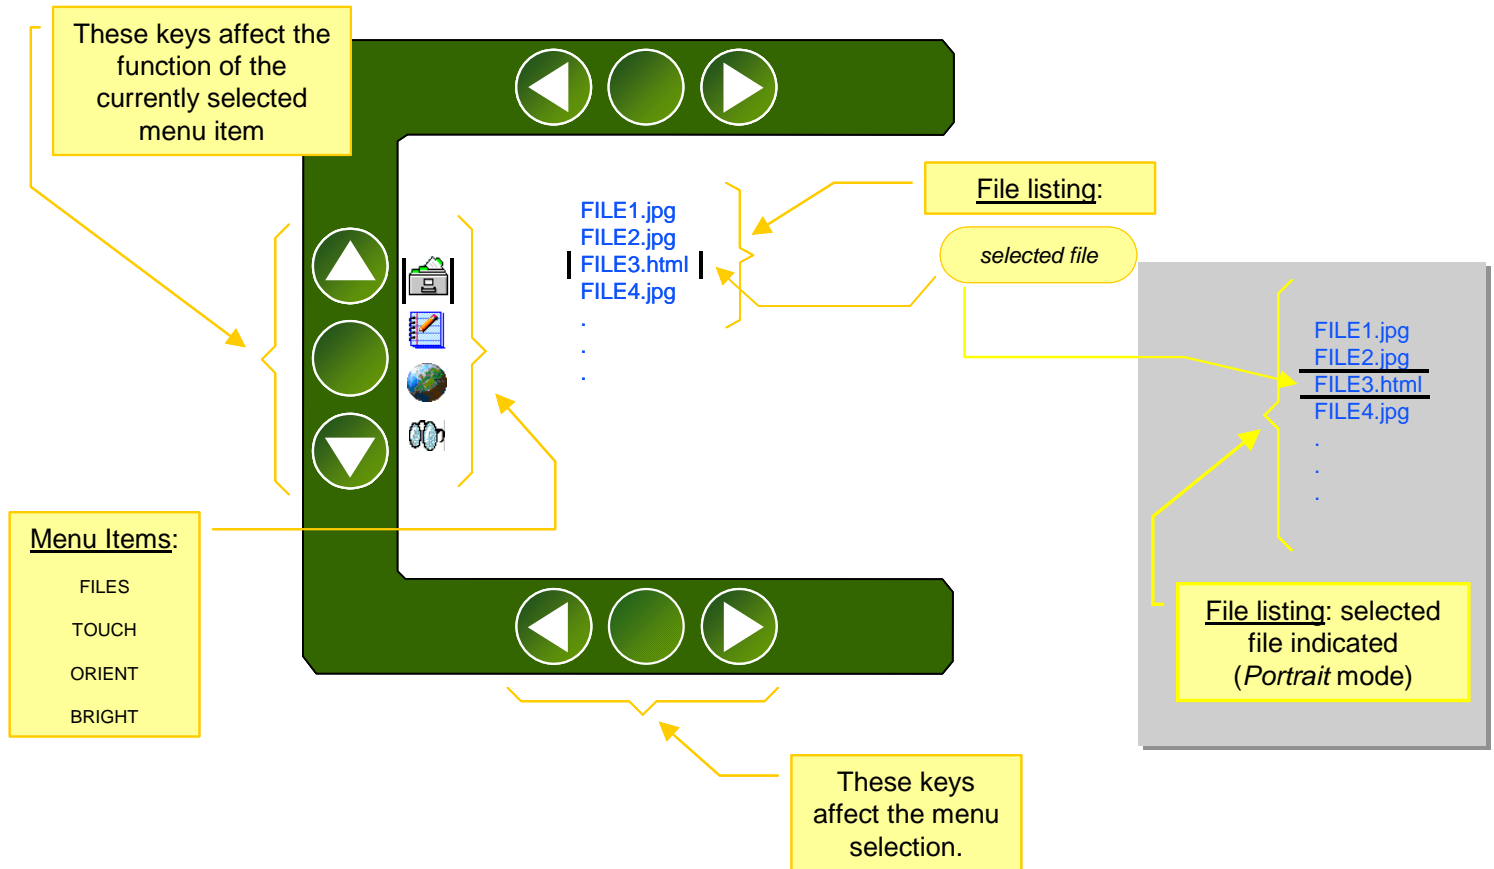 These keys affect the
function of the
currently selected
menu item
File listing:
selected file
FILE1.jpg
FILE2.jpg
FILE3.html
FILE4.jpg
.
.
.
FILE1.jpg
FILE2.jpg
FILE3.html
FILE4.jpg
.
.
.
Menu Items:
FILES
TOUCH
ORIENT
BRIGHT
File listing: selected
file indicated
(Portrait mode)
These keys
affect the menu
selection.